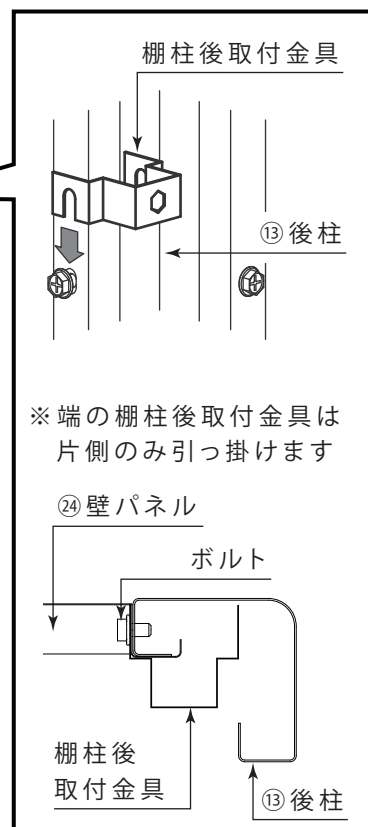 棚柱後取付金具
⑬後柱
※端の棚柱後取付金具は
片側のみ引っ掛けます
㉔壁パネル
ボルト
棚柱後
取付金具
⑬後柱